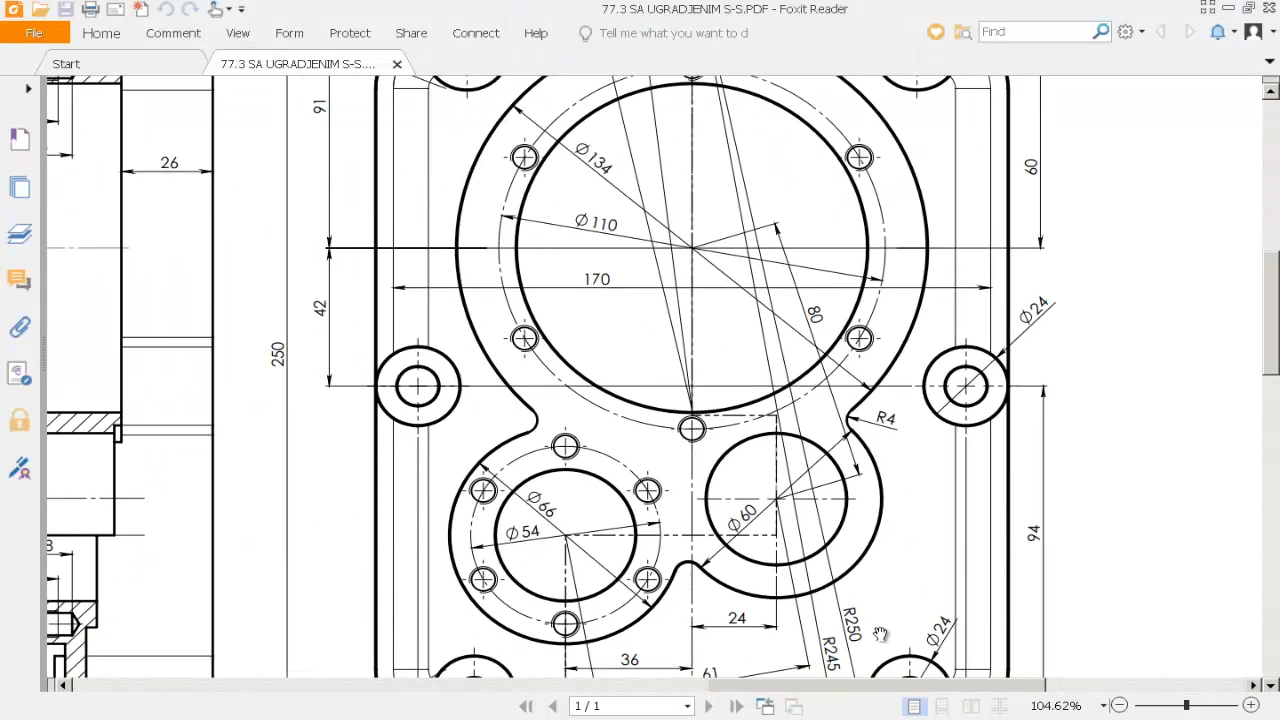 77.3 SA UGRADJENIM S-S.PDF - Foxit Reader
File Home Comment View Form Protect Share Connect Help Tell me what you want to d Find
Start 77.3 SA UGRADJENIM S-S....
91
26
Ø134
60
Ø110
170
42
80
Ø24
250
R4
Ø66
Ø60
Ø54
94
8
24
R250
Ø24
R245
36
61
1 / 1 104.62%